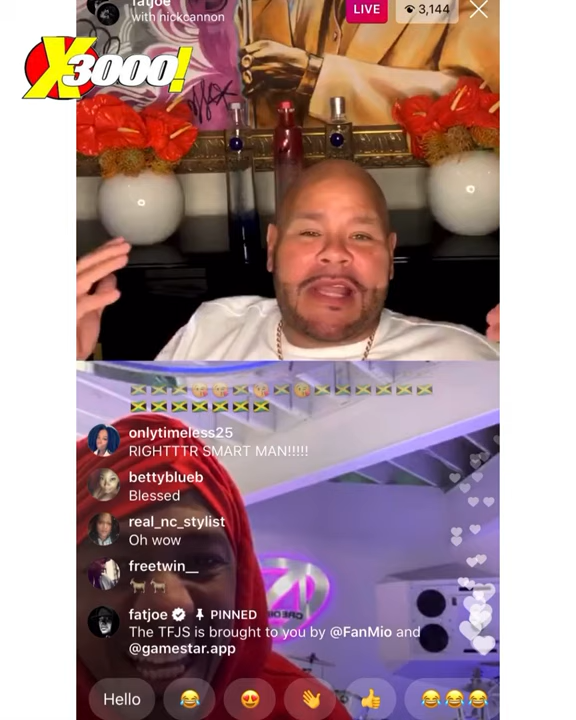 fatjoe
with nickcannon
LIVE
3,144
X3000!
onlytimeless25
RIGHTTTR SMART MAN!!!!!
bettyblueb
Blessed
real_nc_stylist
Oh wow
freetwin__
fatjoe PINNED
The TFJS is brought to you by @FanMio and
@gamestar.app
Hello